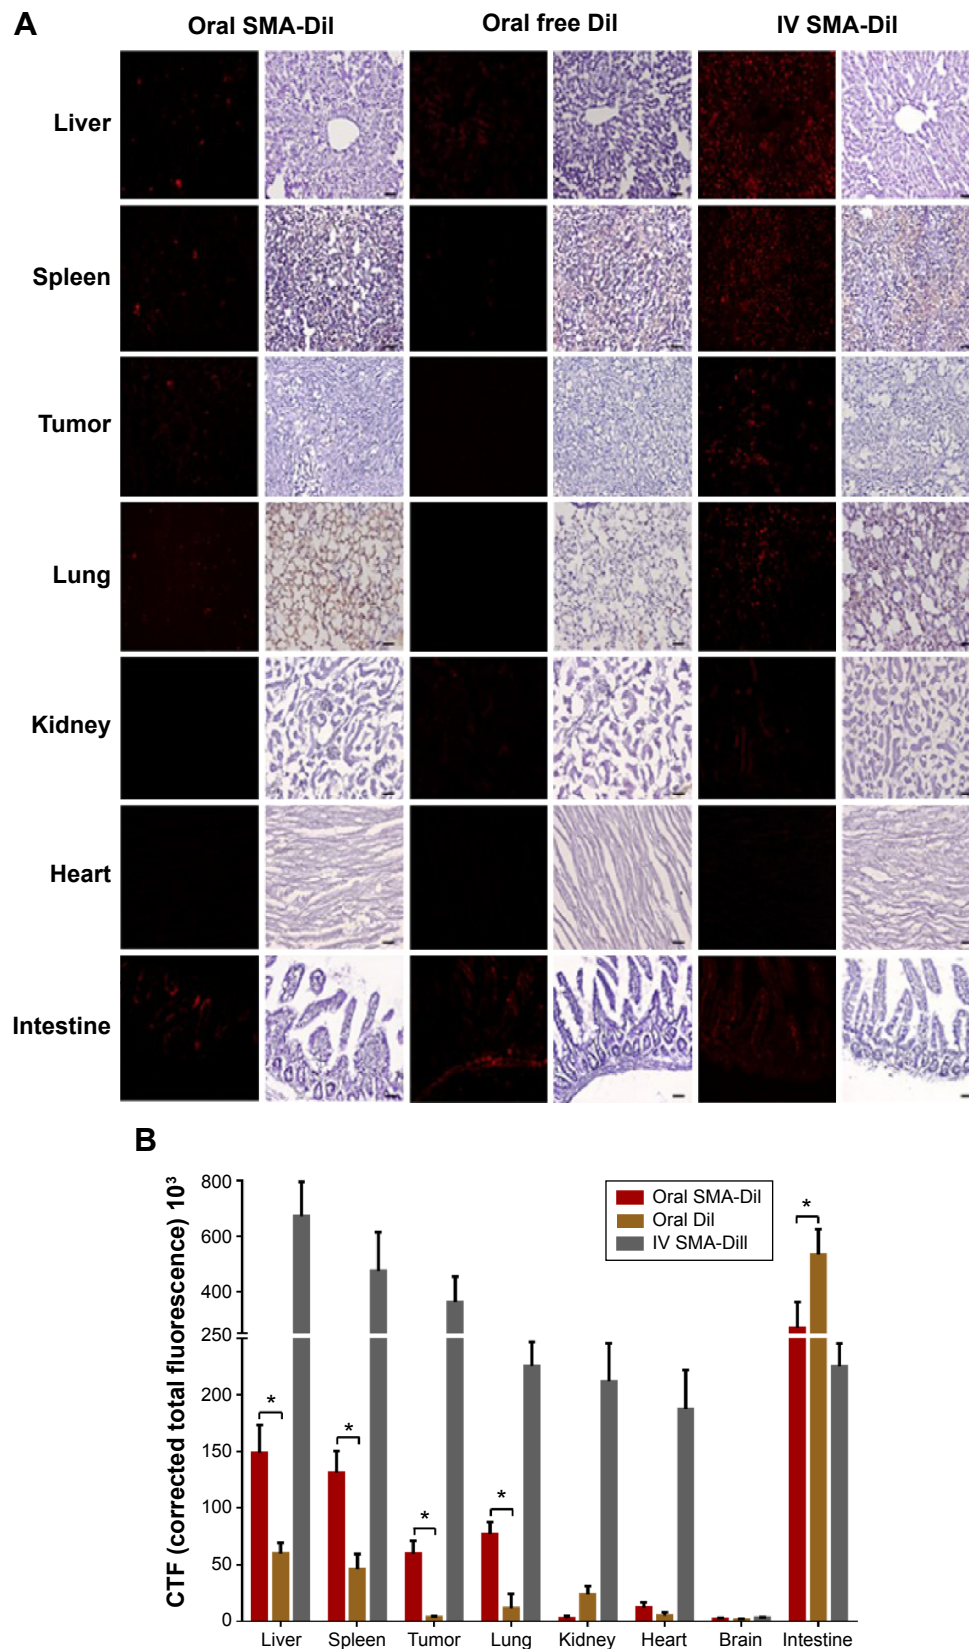 A
Oral SMA-Dil
Oral free Dil
IV SMA-Dil
Liver
Spleen
Tumor
Lung
Kidney
Heart
Intestine
B
CTF (corrected total fluorescence) 10³
800
600
400
250
200
150
100
50
0
Oral SMA-Dil
Oral Dil
IV SMA-Dill
*
*
*
*
*
Liver
Spleen
Tumor
Lung
Kidney
Heart
Brain
Intestine